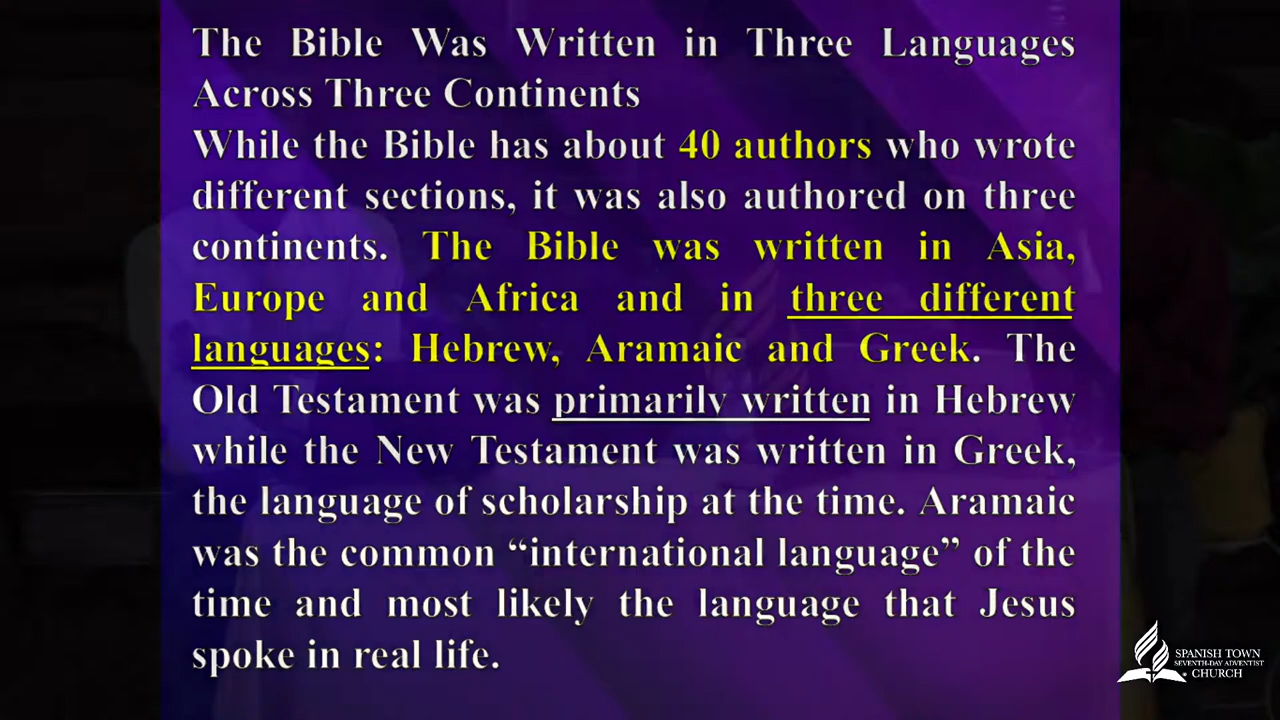 The Bible Was Written in Three Languages
Across Three Continents
While the Bible has about 40 authors who wrote
different sections, it was also authored on three
continents. The Bible was written in Asia,
Europe and Africa and in three different
languages: Hebrew, Aramaic and Greek. The
Old Testament was primarily written in Hebrew
while the New Testament was written in Greek,
the language of scholarship at the time. Aramaic
was the common “international language” of the
time and most likely the language that Jesus
spoke in real life.
SPANISH TOWN
SEVENTH-DAY ADVENTIST
CHURCH